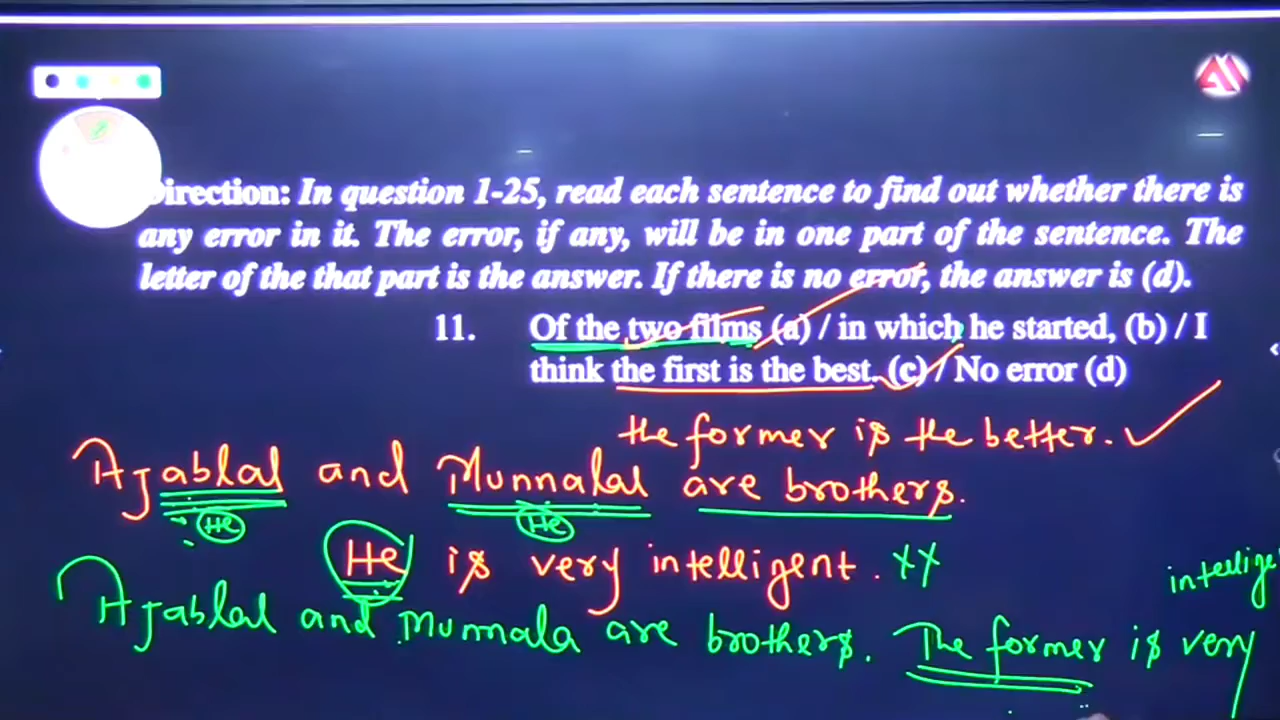 Direction: In question 1-25, read each sentence to find out whether there is
any error in it. The error, if any, will be in one part of the sentence. The
letter of the that part is the answer. If there is no error, the answer is (d).
11. Of the two films (a) / in which he started, (b) / I
think the first is the best. (c) / No error (d)
the former is the better.
Ajablal and Munnalal are brothers.
He He
He is very intelligent. xx
intellige
Ajablal and Munnala are brothers. The former is very